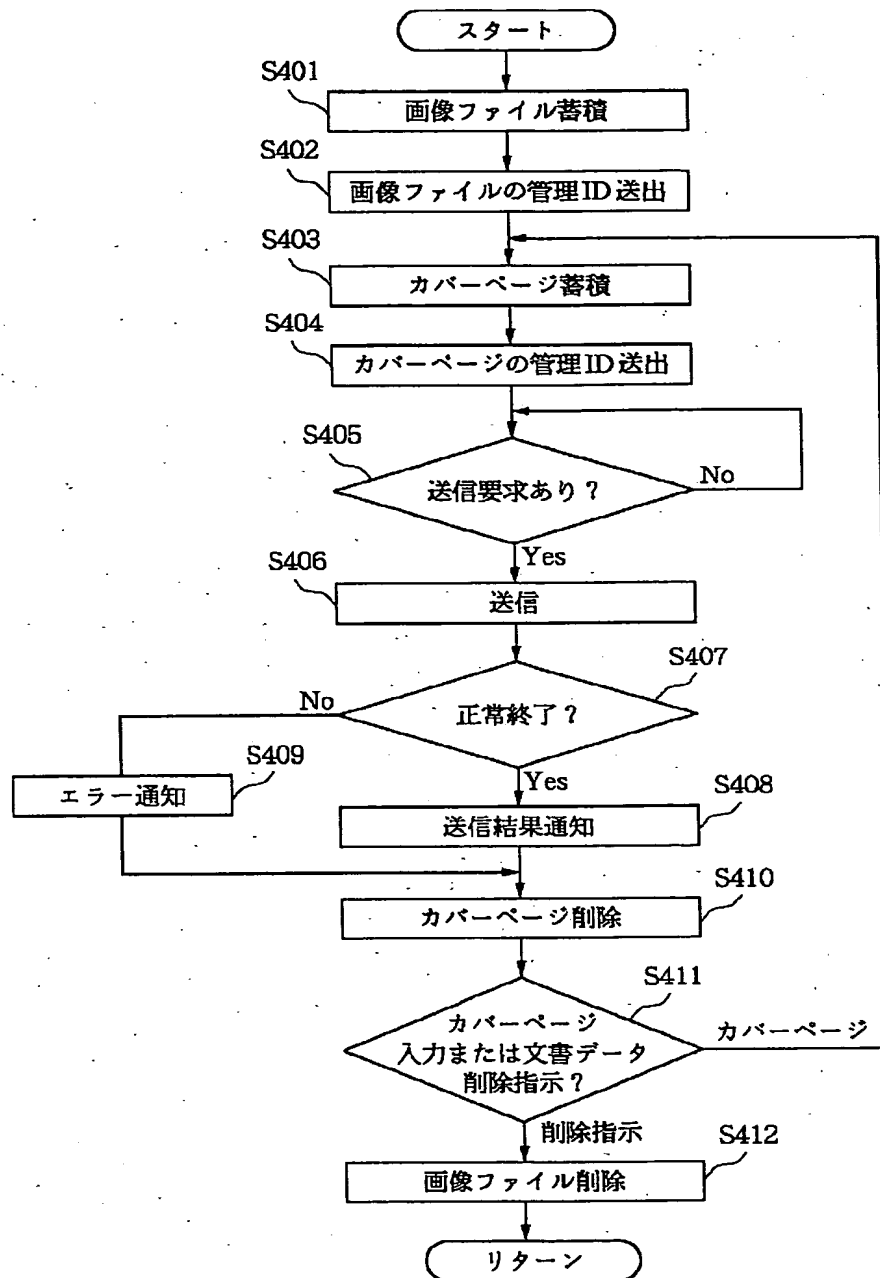 スタート
S401
画像ファイル蓄積
S402
画像ファイルの管理ID送出
S403
カバーページ蓄積
S404
カバーページの管理ID送出
S405
送信要求あり？
No
Yes
S406
送信
S407
正常終了？
No
Yes
S409
エラー通知
S408
送信結果通知
S410
カバーページ削除
S411
カバーページ
入力または文書データ
削除指示？
カバーページ
削除指示
S412
画像ファイル削除
リターン